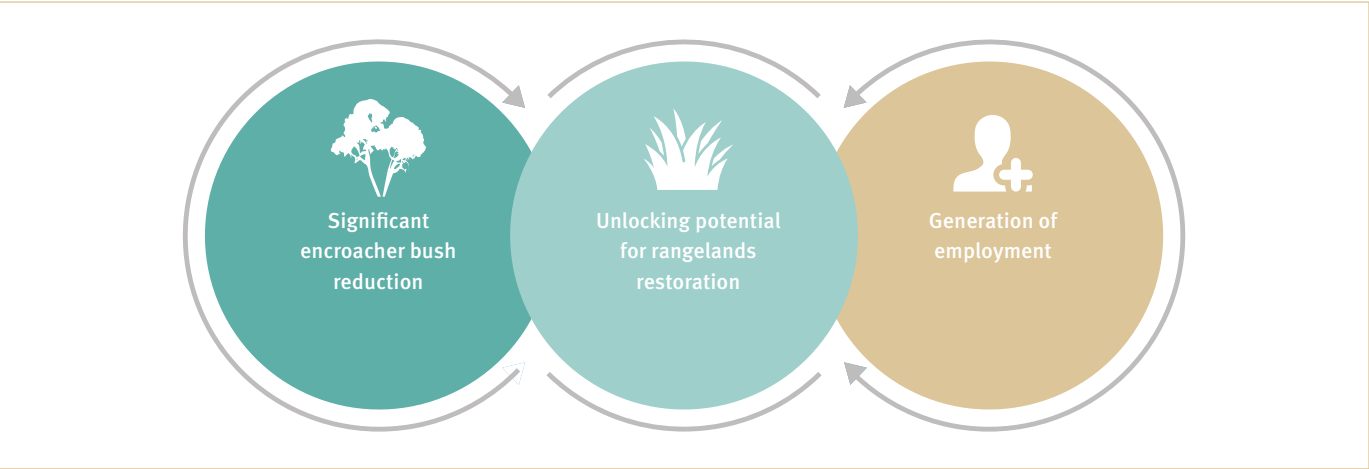 Significant
encroacher bush
reduction
Unlocking potential
for rangelands
restoration
Generation of
employment